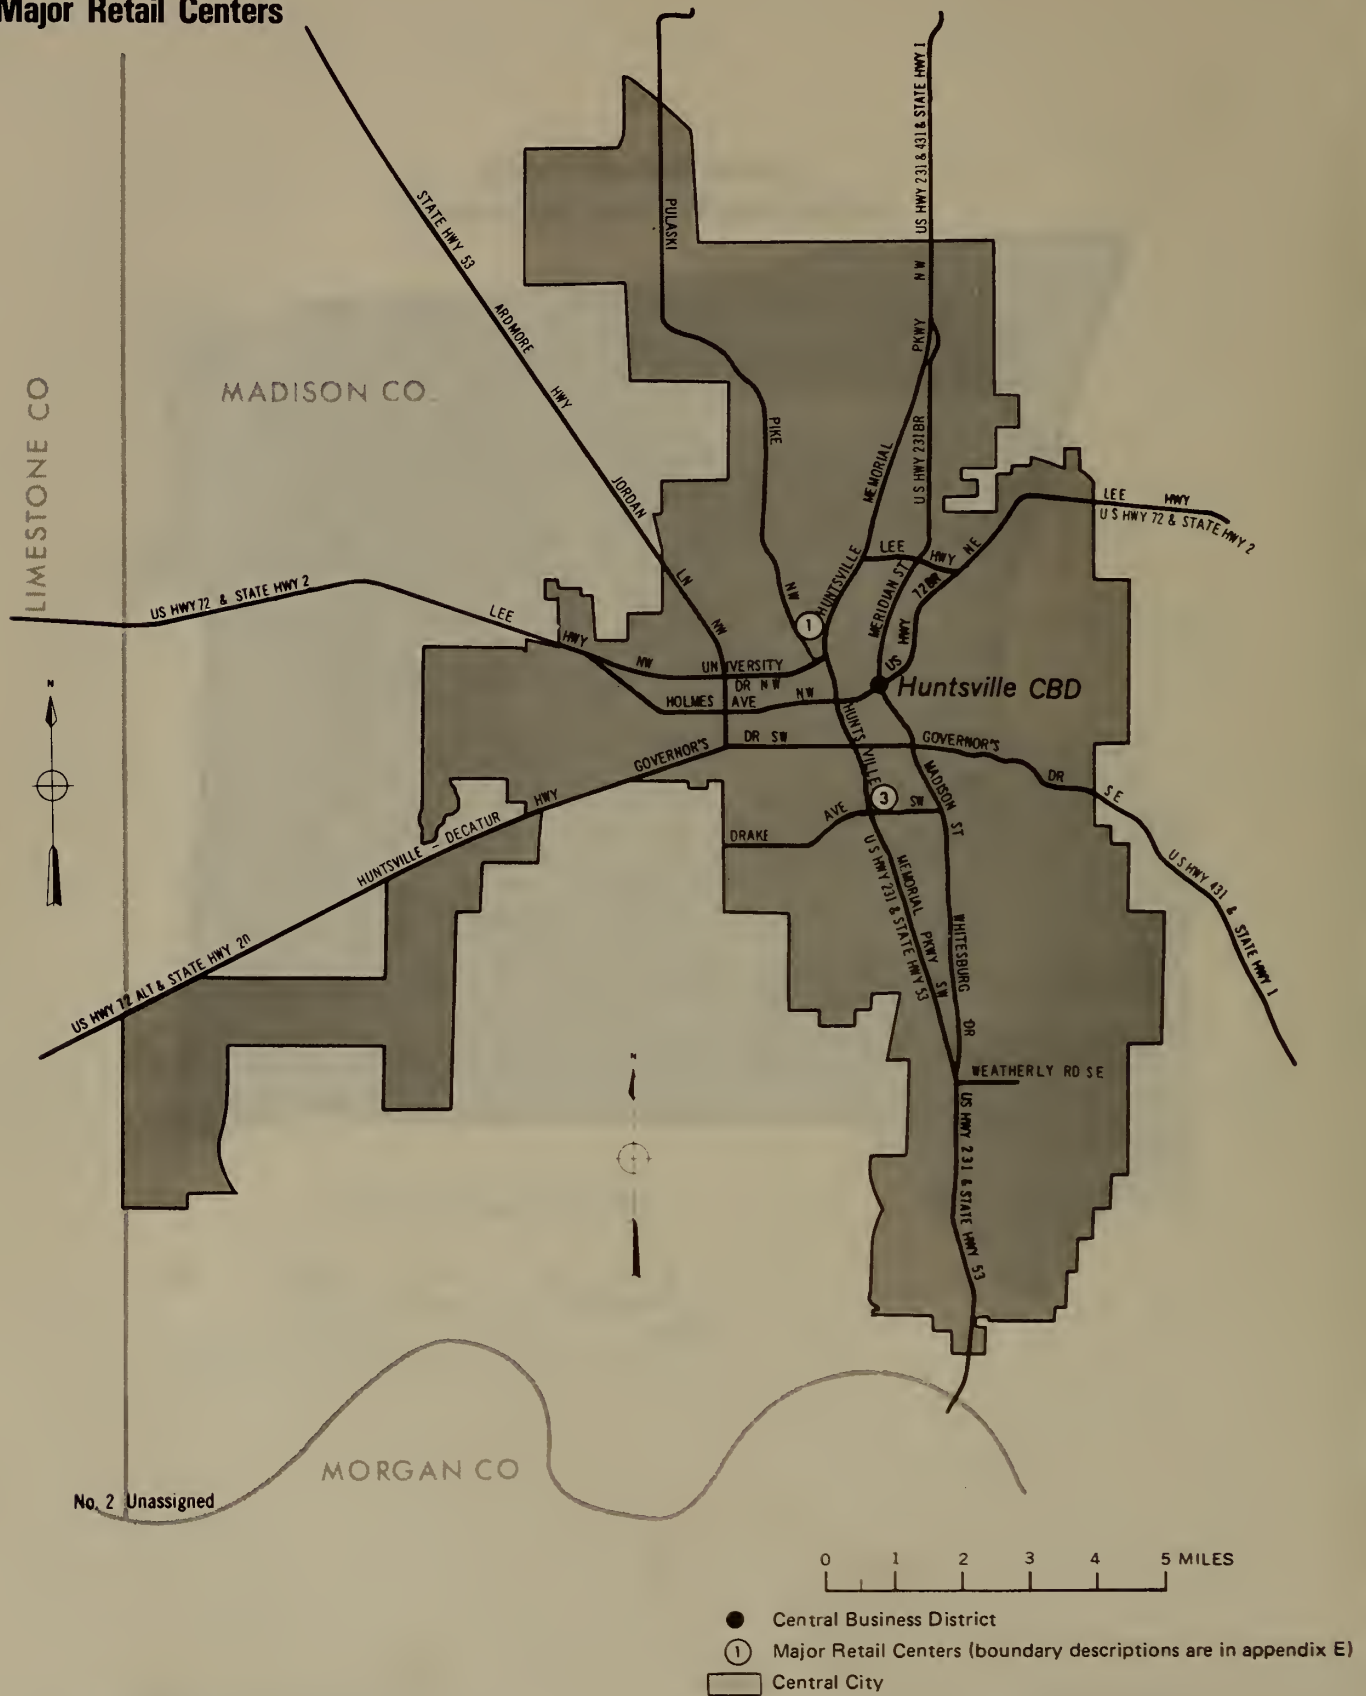 Major Retail Centers
US HWY 231 & 431 & STATE HWY 1
PULASKI
STATE HWY 53
NW
ARDMORE
PKWY
HWY
MADISON CO.
LIMESTONE CO
PIKE
US HWY 231BR
MEMORIAL
JORDAN
LEE HWY
US HWY 72 & STATE HWY 2
LEE HWY NE
HUNTSVILLE
MERIDIAN ST
US HWY 72BR
LN
NW
NW
US HWY 72 & STATE HWY 2
LEE
HWY
NW
1
UNIVERSITY
DR NW
HOLMES AVE NW
Huntsville CBD
N
HUNTSVILLE
GOVERNOR'S
DR SW
GOVERNOR'S
DR
SE
MADISON ST
3
AVE
SW
DRAKE
HUNTSVILLE - DECATUR
HWY
US HWY 431 & STATE HWY 1
US HWY 231 & STATE HWY 53
MEMORIAL
PKWY
SW
WHITESBURG
DR
US HWY 72 ALT & STATE HWY 20
WEATHERLY RD SE
N
US HWY 231 & STATE HWY 53
MORGAN CO
No. 2 Unassigned
0 1 2 3 4 5 MILES
Central Business District
1 Major Retail Centers (boundary descriptions are in appendix E)
Central City